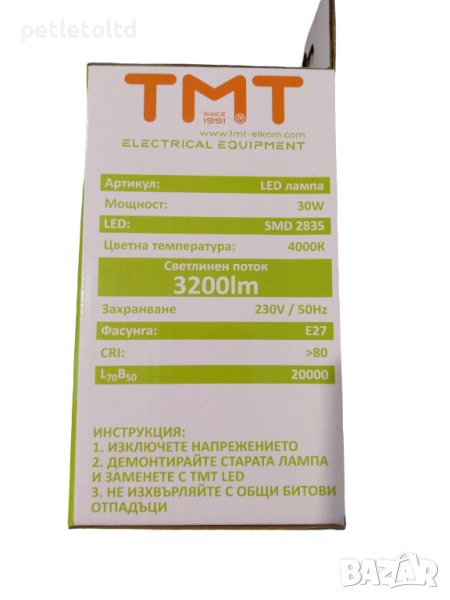 petletoltd
TMT
SINCE
1991 ®
www.tmt-elkom.com
ELECTRICAL EQUIPMENT
Артикул: LED лампа
Мощност: 30W
LED: SMD 2835
Цветна температура: 4000K
Светлинен поток
3200lm
Захранване 230V / 50Hz
Фасунга: E27
CRI: >80
L70B50 20000
ИНСТРУКЦИЯ:
1. ИЗКЛЮЧЕТЕ НАПРЕЖЕНИЕТО
2. ДЕМОНТИРАЙТЕ СТАРАТА ЛАМПА
И ЗАМЕНЕТЕ С TMT LED
3. НЕ ИЗХВЪРЛЯЙТЕ С ОБЩИ БИТОВИ
ОТПАДЪЦИ
BAZAR